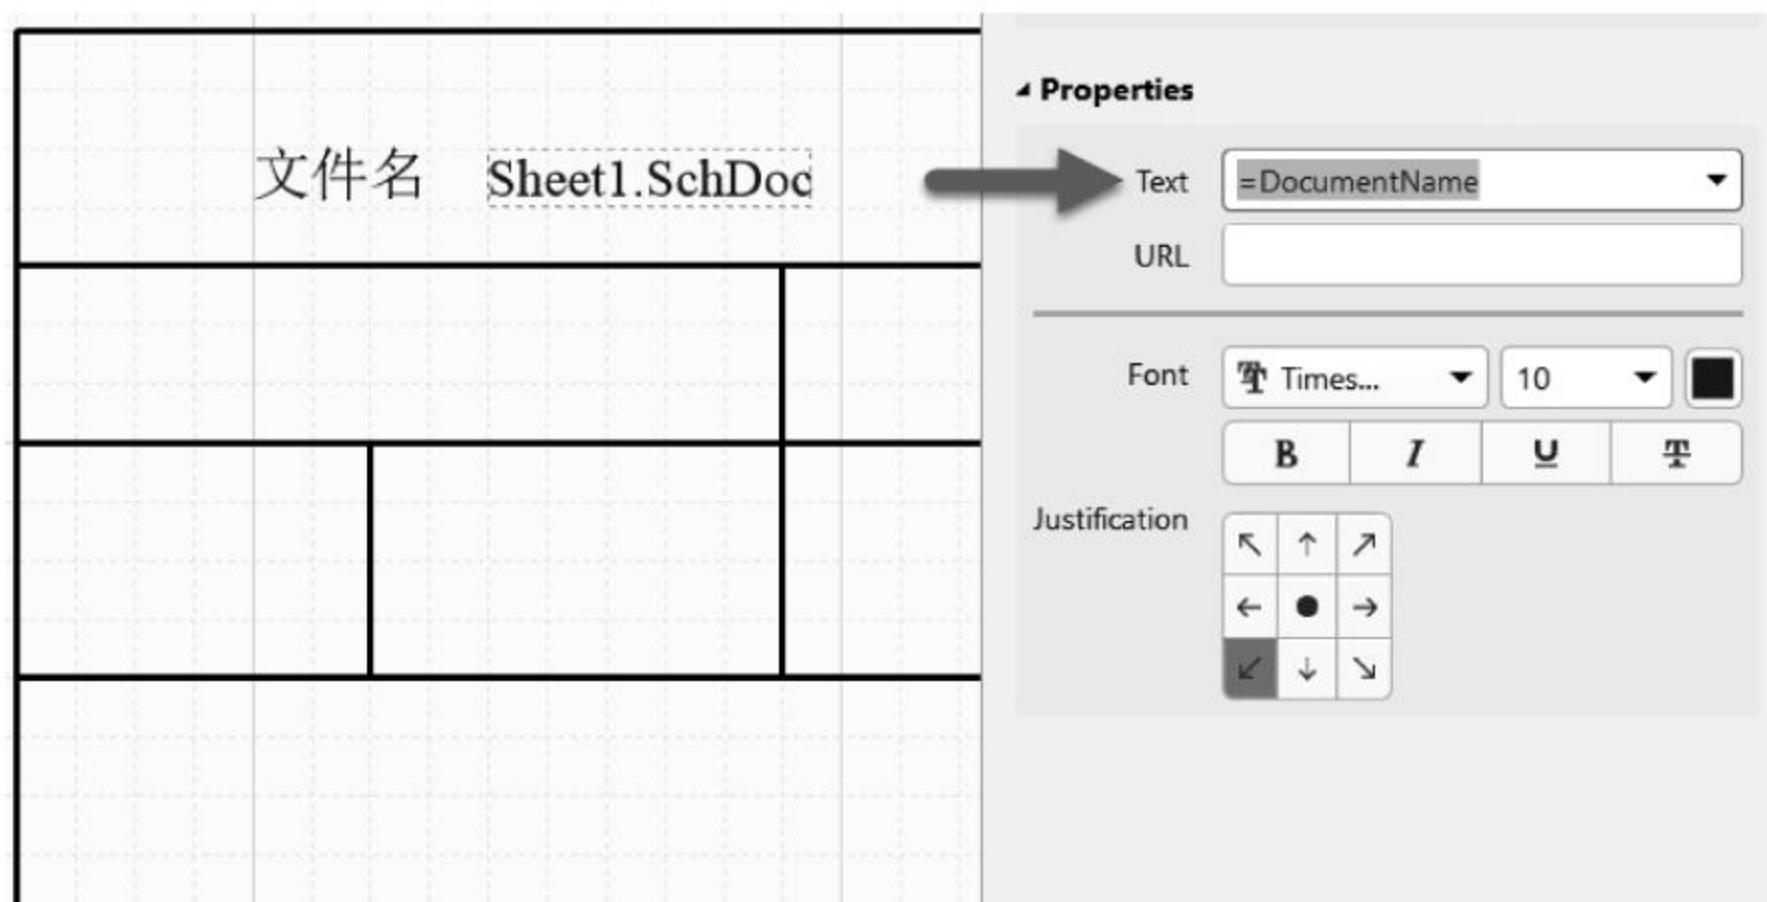 文件名 Sheet1.SchDoc
Properties
Text =DocumentName
URL
Font Times... 10
B I U T
Justification